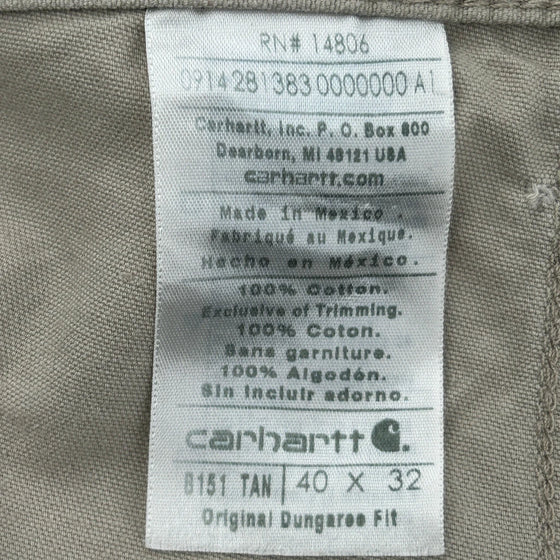 RN# 14806
0914 281383 0000000 A1
Carhartt, Inc. P. O. Box 600
Dearborn, MI 48121 USA
carhartt.com
Made in Mexico .
Fabriqué au Mexique.
Hecho en México.
100% Cotton.
Exclusive of Trimming.
100% Coton.
Sans garniture.
100% Algodón.
Sin incluir adorno.
carhartt
B151 TAN 40 X 32
Original Dungaree Fit